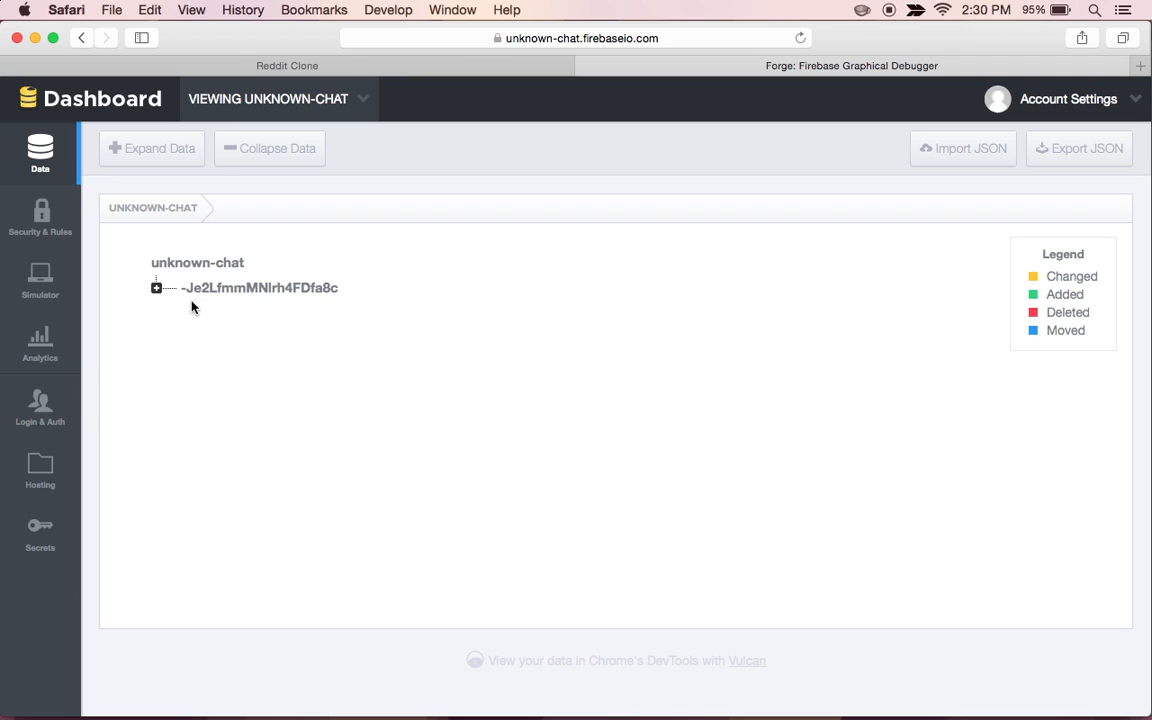 Safari File Edit View History Bookmarks Develop Window Help 2:30 PM 95%
unknown-chat.firebaseio.com
Reddit Clone Forge: Firebase Graphical Debugger
Dashboard VIEWING UNKNOWN-CHAT Account Settings
Data
Security & Rules
Simulator
Analytics
Login & Auth
Hosting
Secrets
Expand Data Collapse Data Import JSON Export JSON
UNKNOWN-CHAT
unknown-chat
-Je2LfmmMNlrh4FDfa8c
Legend
Changed
Added
Deleted
Moved
View your data in Chrome's DevTools with Vulcan